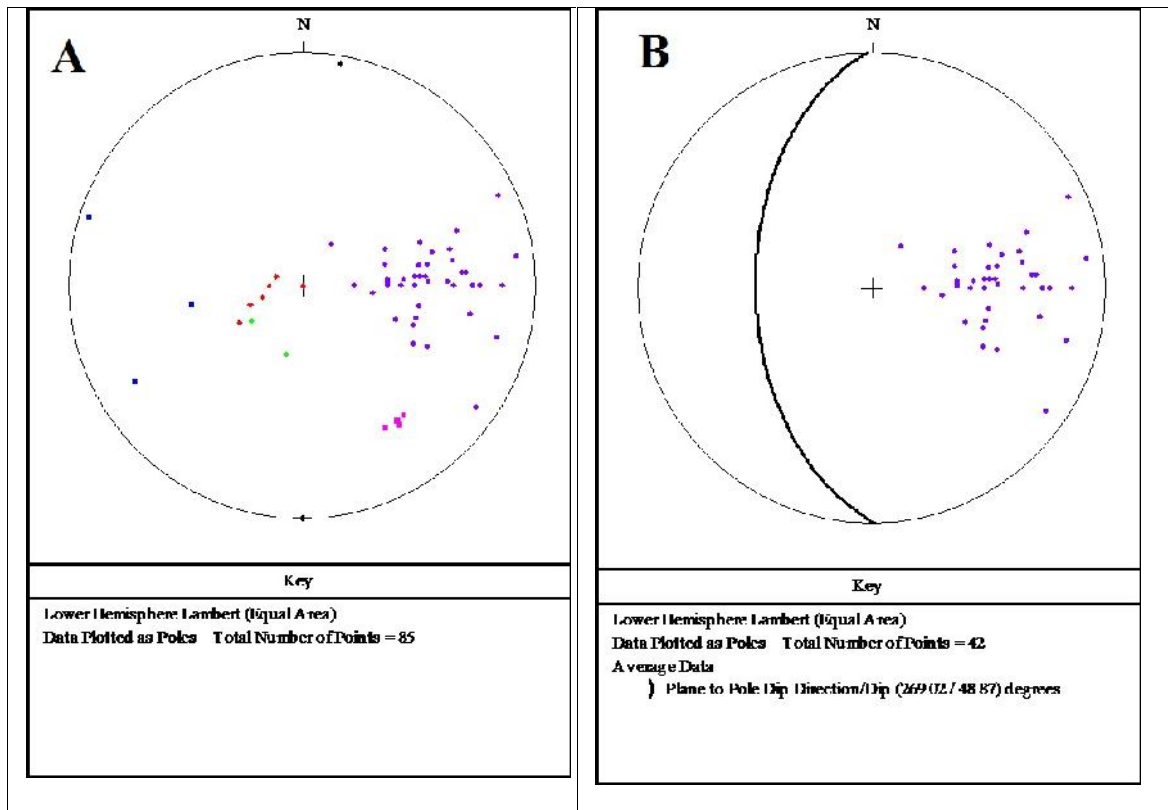 A
N
Key
Lower Hemisphere Lambert (Equal Area)
Data Plotted as Poles Total Number of Points = 85
B
N
Key
Lower Hemisphere Lambert (Equal Area)
Data Plotted as Poles Total Number of Points = 42
Average Data
) Plane to Pole Dip Direction/Dip (269 02 / 48 87) degrees